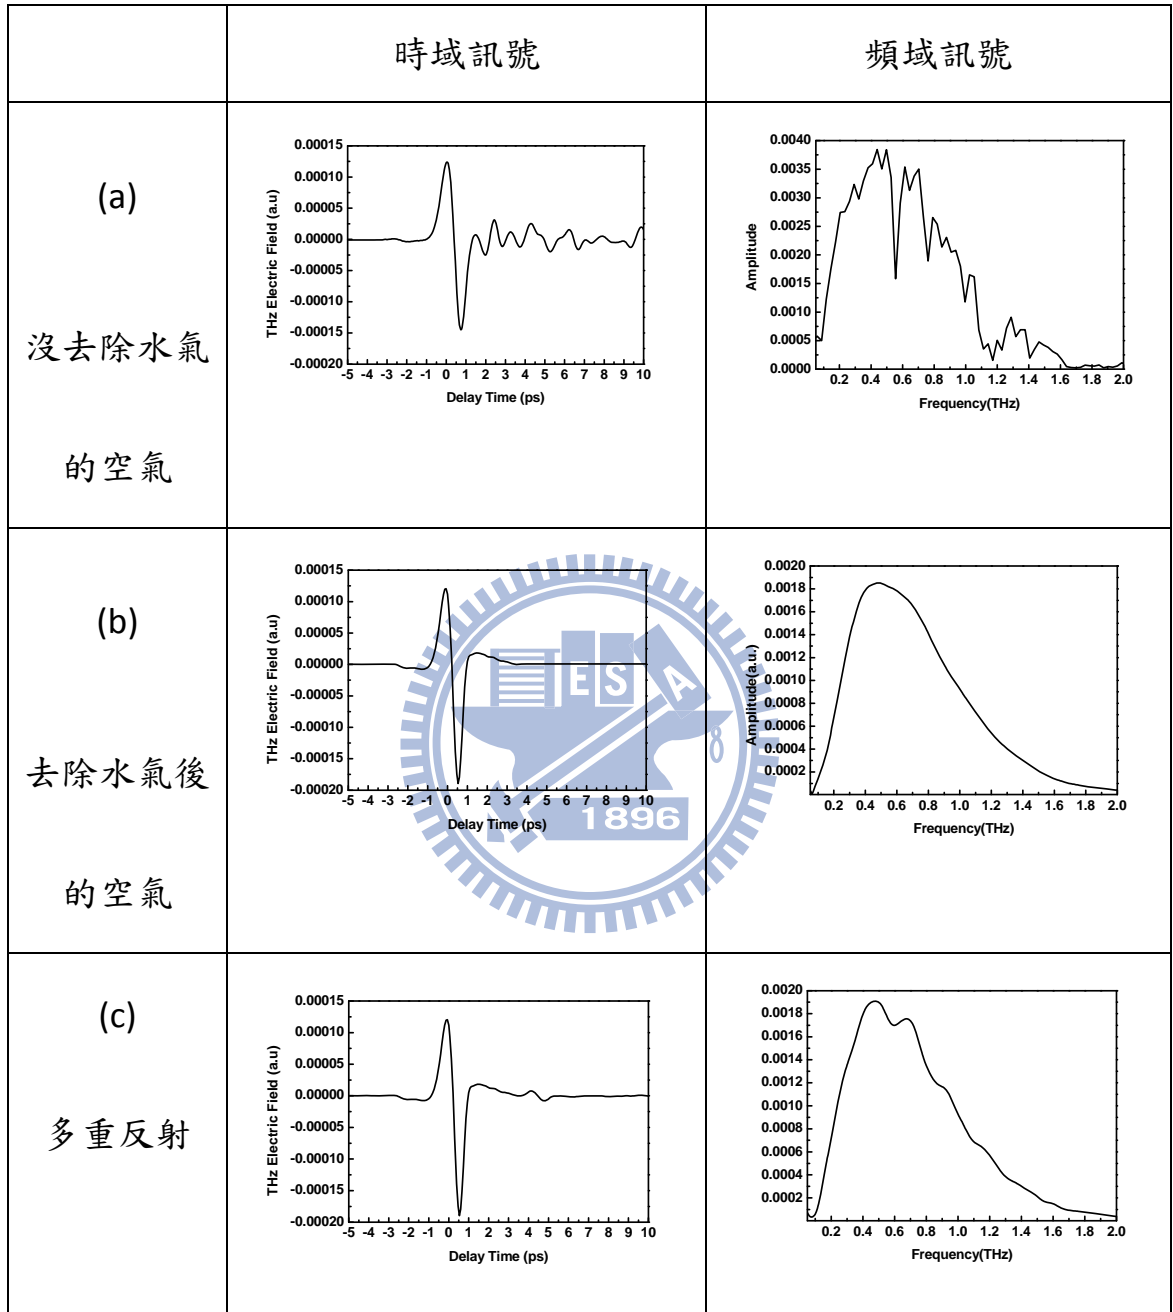 時域訊號
頻域訊號
(a)
沒去除水氣
的空氣
0.00015
0.00010
0.00005
0.00000
-0.00005
-0.00010
-0.00015
-0.00020
-5 -4 -3 -2 -1 0 1 2 3 4 5 6 7 8 9 10
THz Electric Field (a.u)
Delay Time (ps)
0.0040
0.0035
0.0030
0.0025
0.0020
0.0015
0.0010
0.0005
0.0000
0.2 0.4 0.6 0.8 1.0 1.2 1.4 1.6 1.8 2.0
Amplitude
Frequency(THz)
(b)
去除水氣後
的空氣
0.00015
0.00010
0.00005
0.00000
-0.00005
-0.00010
-0.00015
-0.00020
-5 -4 -3 -2 -1 0 1 2 3 4 5 6 7 8 9 10
THz Electric Field (a.u)
Delay Time (ps)
0.0020
0.0018
0.0016
0.0014
0.0012
0.0010
0.0008
0.0006
0.0004
0.0002
0.2 0.4 0.6 0.8 1.0 1.2 1.4 1.6 1.8 2.0
Amplitude(a.u.)
Frequency(THz)
E S A
1896
(c)
多重反射
0.00015
0.00010
0.00005
0.00000
-0.00005
-0.00010
-0.00015
-0.00020
-5 -4 -3 -2 -1 0 1 2 3 4 5 6 7 8 9 10
THz Electric Field (a.u)
Delay Time (ps)
0.0020
0.0018
0.0016
0.0014
0.0012
0.0010
0.0008
0.0006
0.0004
0.0002
0.2 0.4 0.6 0.8 1.0 1.2 1.4 1.6 1.8 2.0
Frequency(THz)